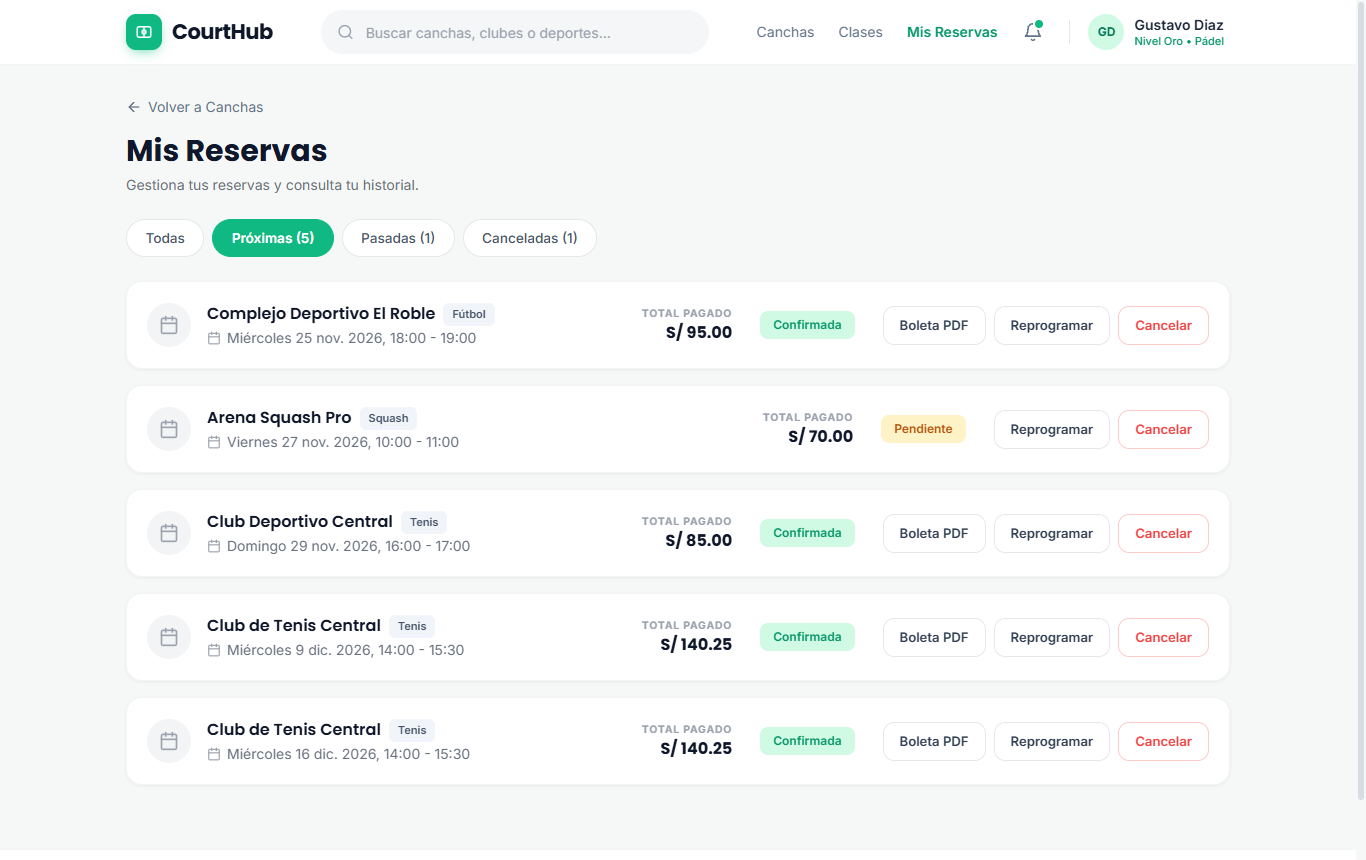 CourtHub
Buscar canchas, clubes o deportes...
Canchas
Clases
Mis Reservas
GD
Gustavo Diaz
Nivel Oro • Pádel
Volver a Canchas
Mis Reservas
Gestiona tus reservas y consulta tu historial.
Todas
Próximas (5)
Pasadas (1)
Canceladas (1)
Complejo Deportivo El Roble
Fútbol
Miércoles 25 nov. 2026, 18:00 - 19:00
TOTAL PAGADO
S/ 95.00
Confirmada
Boleta PDF
Reprogramar
Cancelar
Arena Squash Pro
Squash
Viernes 27 nov. 2026, 10:00 - 11:00
TOTAL PAGADO
S/ 70.00
Pendiente
Reprogramar
Cancelar
Club Deportivo Central
Tenis
Domingo 29 nov. 2026, 16:00 - 17:00
TOTAL PAGADO
S/ 85.00
Confirmada
Boleta PDF
Reprogramar
Cancelar
Club de Tenis Central
Tenis
Miércoles 9 dic. 2026, 14:00 - 15:30
TOTAL PAGADO
S/ 140.25
Confirmada
Boleta PDF
Reprogramar
Cancelar
Club de Tenis Central
Tenis
Miércoles 16 dic. 2026, 14:00 - 15:30
TOTAL PAGADO
S/ 140.25
Confirmada
Boleta PDF
Reprogramar
Cancelar